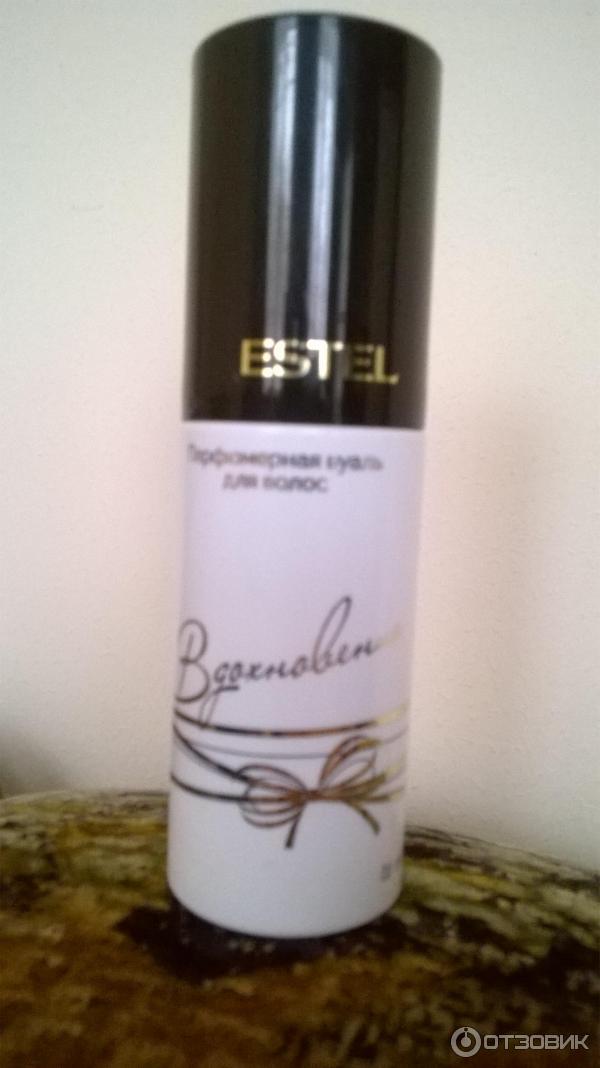 ESTEL
Парфюмерная вуаль
для волос
Вдохновен
ОТЗОВИК